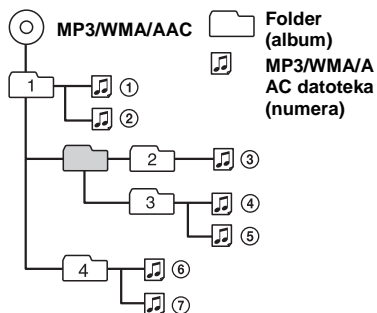 MP3/WMA/AAC
Folder
(album)
MP3/WMA/A
AC datoteka
(numera)
1
①
②
2
③
3
④
⑤
4
⑥
⑦